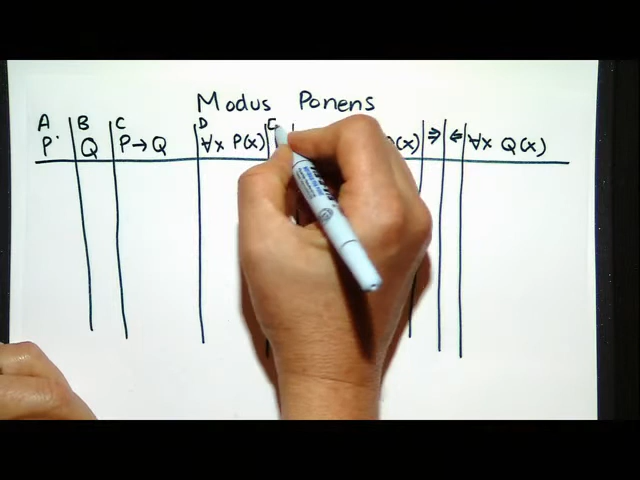 Modus Ponens
A B C D E
P Q P→Q ∀x P(x) (x) ⇒ ⇐ ∀x Q(x)